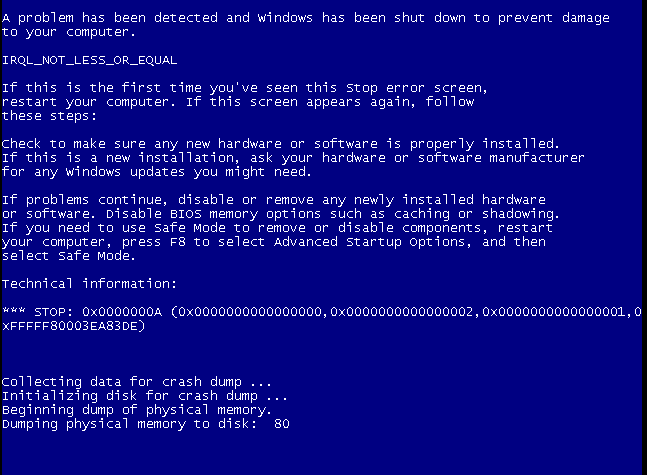 A problem has been detected and Windows has been shut down to prevent damage
to your computer.
IRQL_NOT_LESS_OR_EQUAL
If this is the first time you've seen this Stop error screen,
restart your computer. If this screen appears again, follow
these steps:
Check to make sure any new hardware or software is properly installed.
If this is a new installation, ask your hardware or software manufacturer
for any Windows updates you might need.
If problems continue, disable or remove any newly installed hardware
or software. Disable BIOS memory options such as caching or shadowing.
If you need to use Safe Mode to remove or disable components, restart
your computer, press F8 to select Advanced Startup Options, and then
select Safe Mode.
Technical information:
*** STOP: 0x0000000A (0x0000000000000000,0x0000000000000002,0x0000000000000001,0
xFFFFF80003EA83DE)
Collecting data for crash dump ...
Initializing disk for crash dump ...
Beginning dump of physical memory.
Dumping physical memory to disk:  80